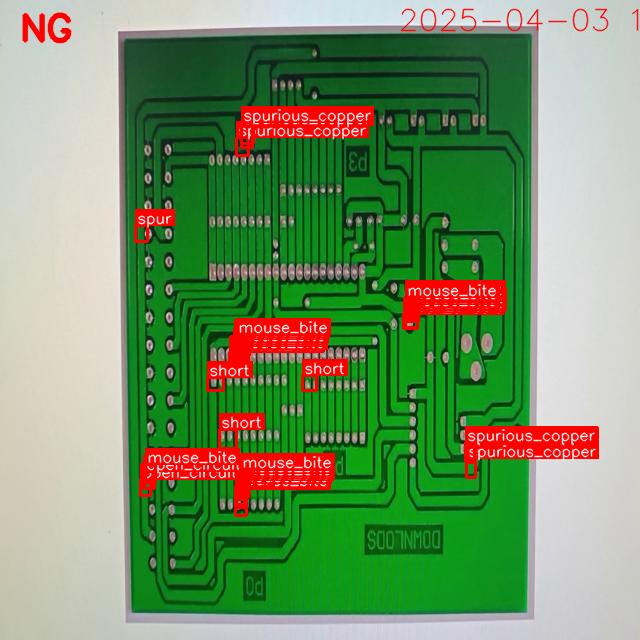 NG
2025-04-03 1
spurious_copper
spurious_copper
p3
spur
mouse_bite
mouse_bite
short
short
short
spurious_copper
spurious_copper
mouse_bite
mouse_bite
open_circuit
DOWNLODS
p0